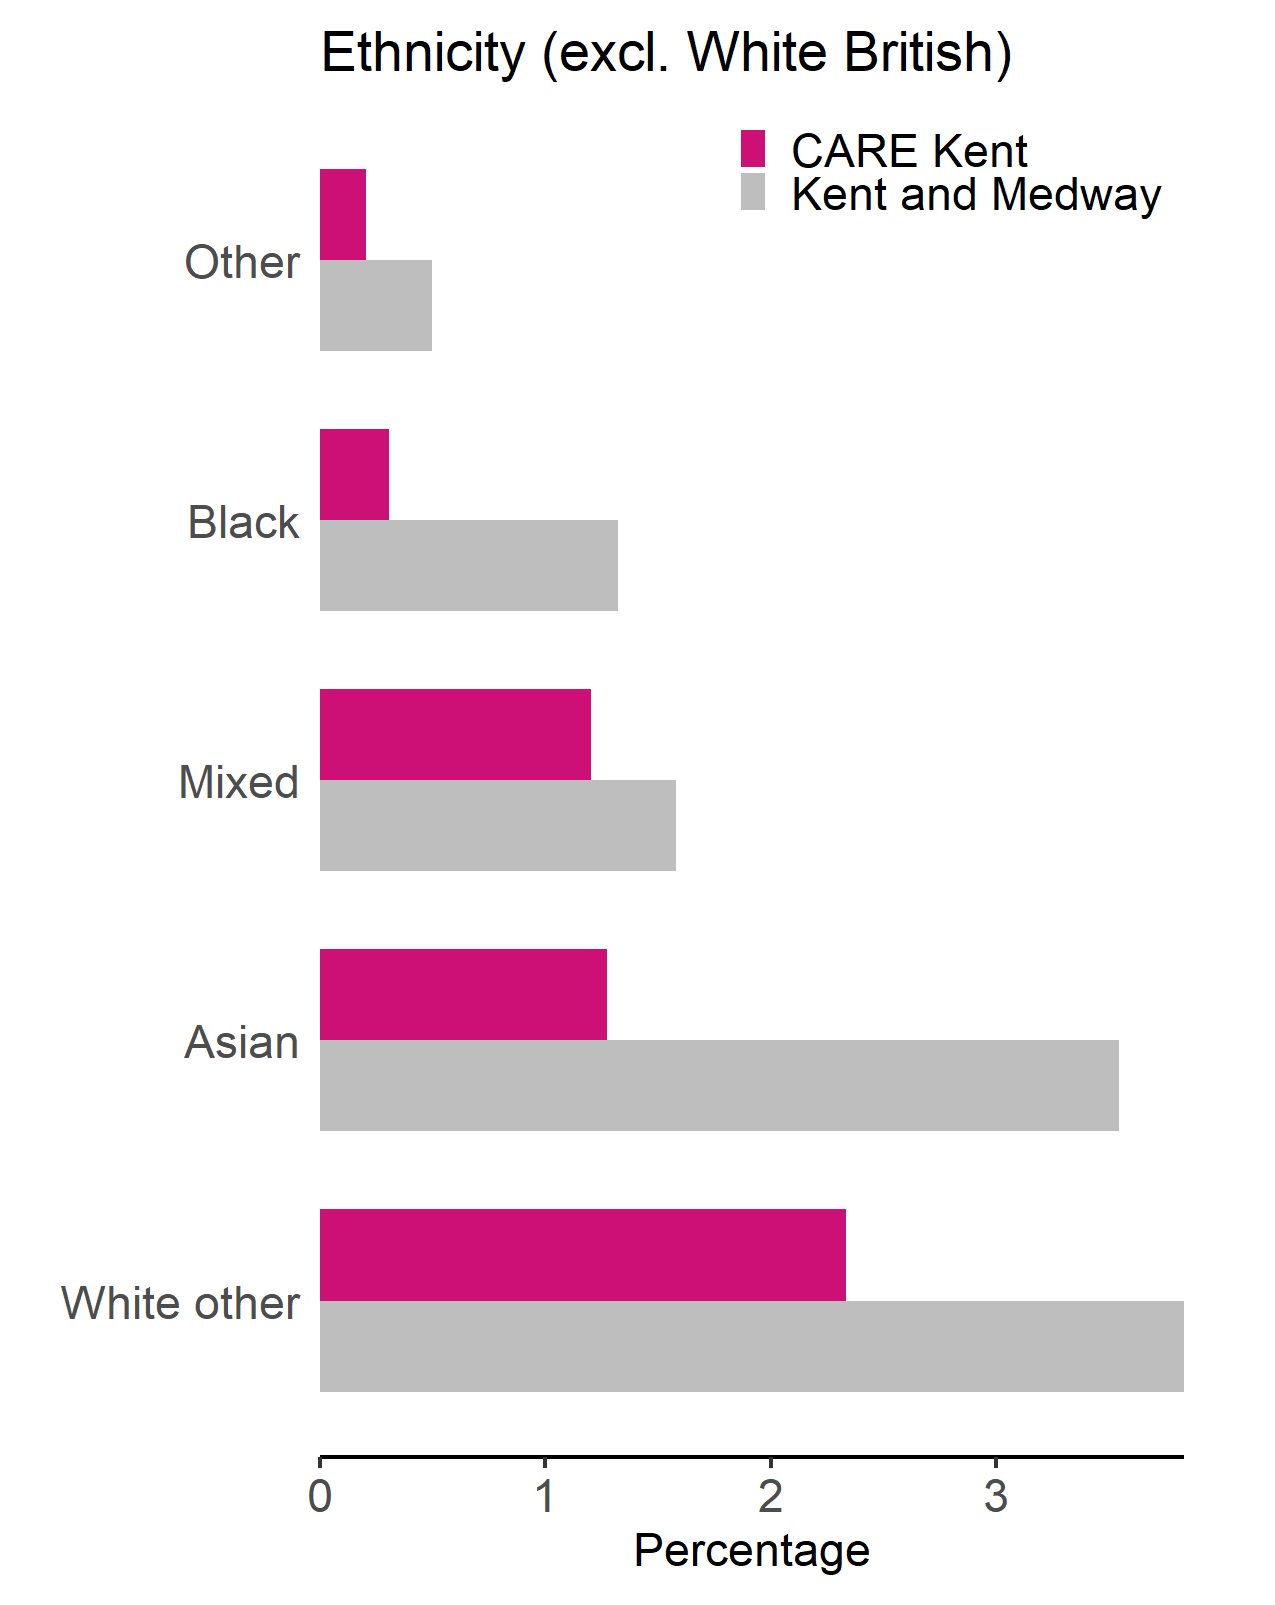 Ethnicity (excl. White British)
CARE Kent
Kent and Medway
Other
Black
Mixed
Asian
White other
0 1 2 3
Percentage